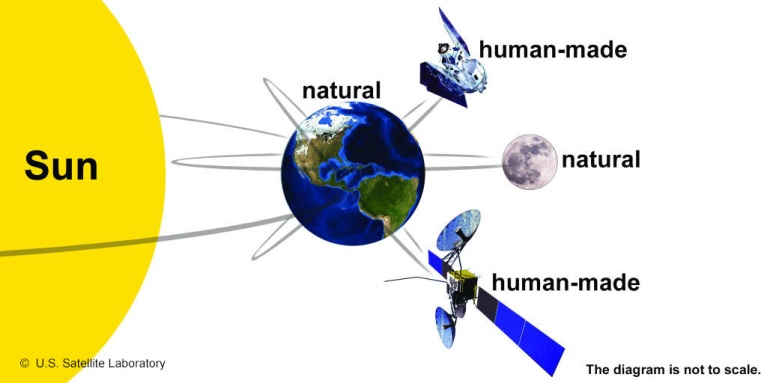 human-made
natural
Sun
natural
human-made
© U.S. Satellite Laboratory
The diagram is not to scale.